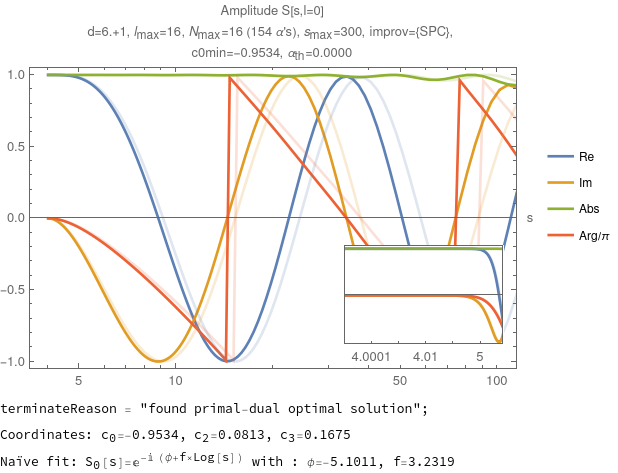 Amplitude S[s,l=0]
d=6.+1, lmax=16, Nmax=16 (154 α's), smax=300, improv={SPC},
c0min=-0.9534, αth=0.0000
1.0
0.5
0.0
-0.5
-1.0
s
Re
Im
Abs
Arg/π
4.0001 4.01 5
5 10 50 100
terminateReason = "found primal-dual optimal solution";
Coordinates: c0=-0.9534, c2=0.0813, c3=0.1675
Naïve fit: S0[s]=e^-i (ϕ+f×Log[s]) with : ϕ=-5.1011, f=3.2319